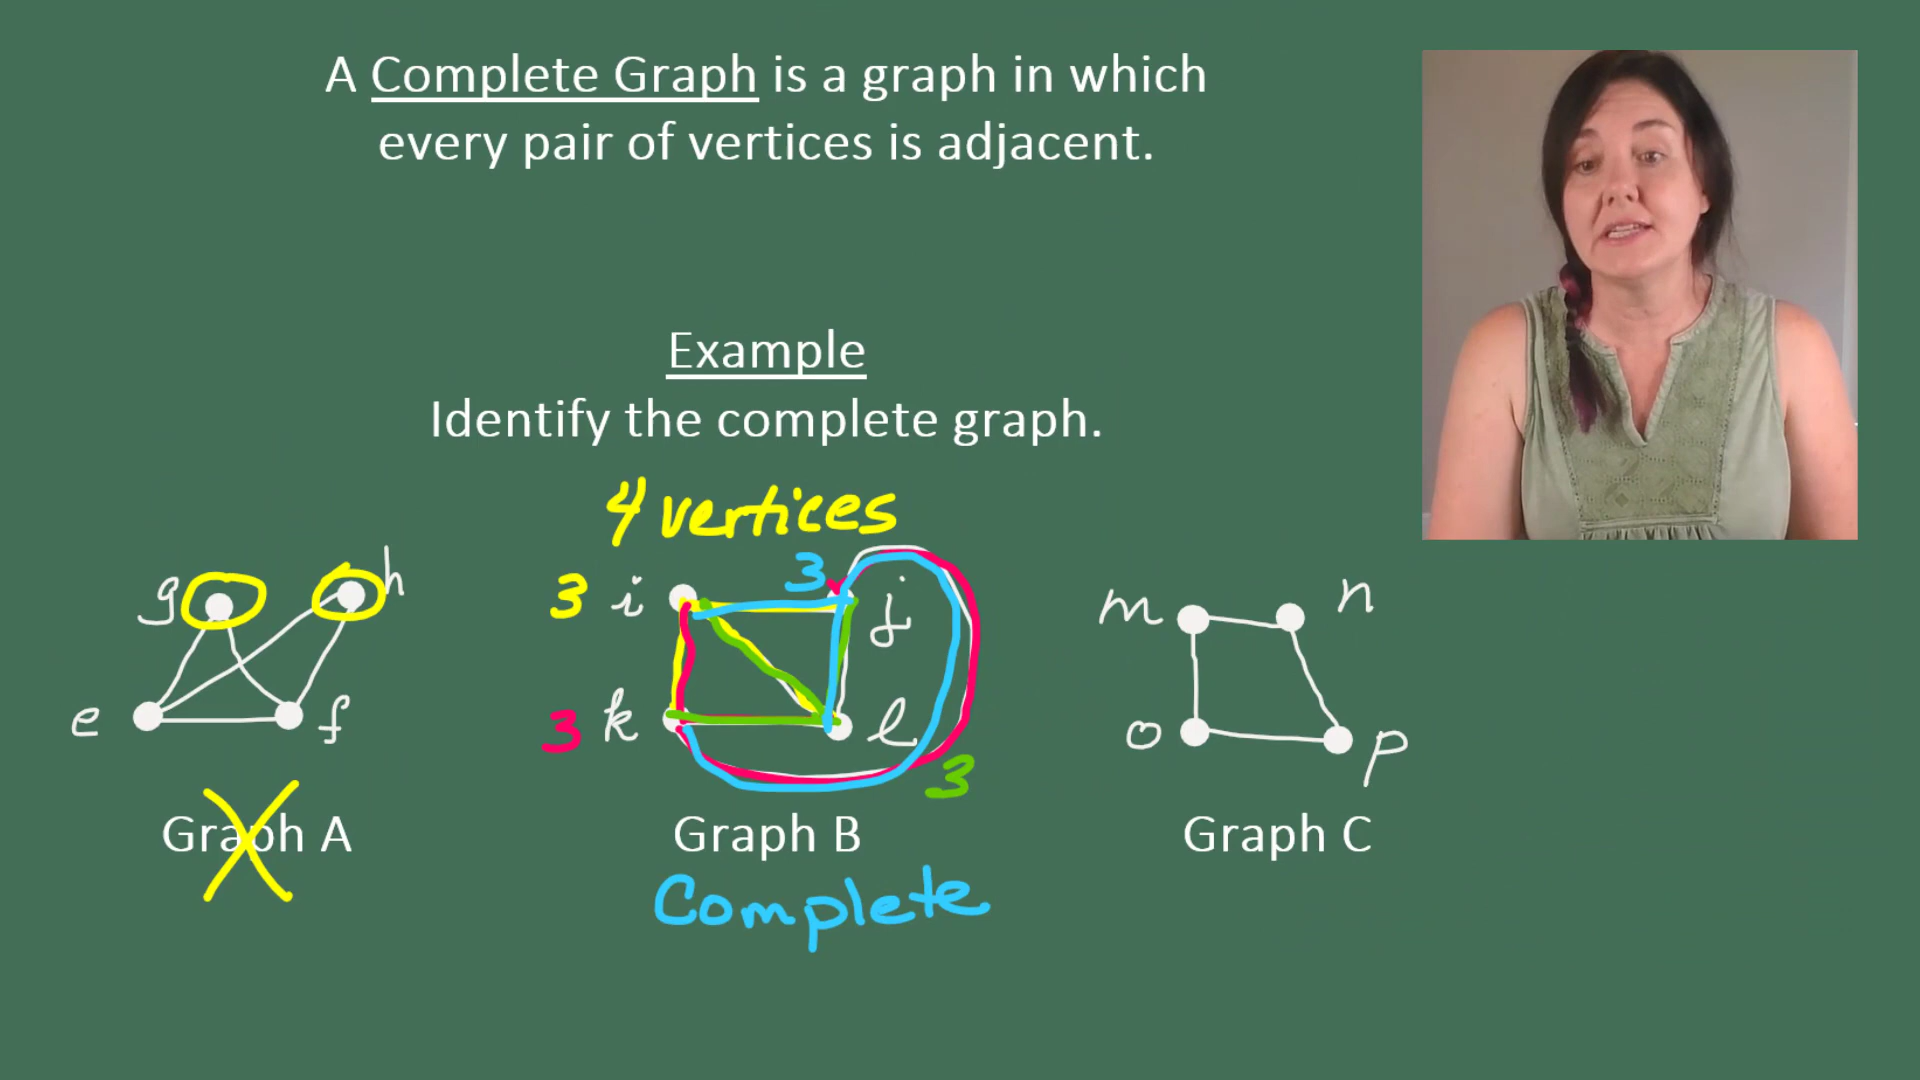 A Complete Graph is a graph in which
every pair of vertices is adjacent.
Example
Identify the complete graph.
4 vertices
g h
e f
Graph A
3 i 3 j
3 k l 3
Graph B
Complete
m n
o p
Graph C